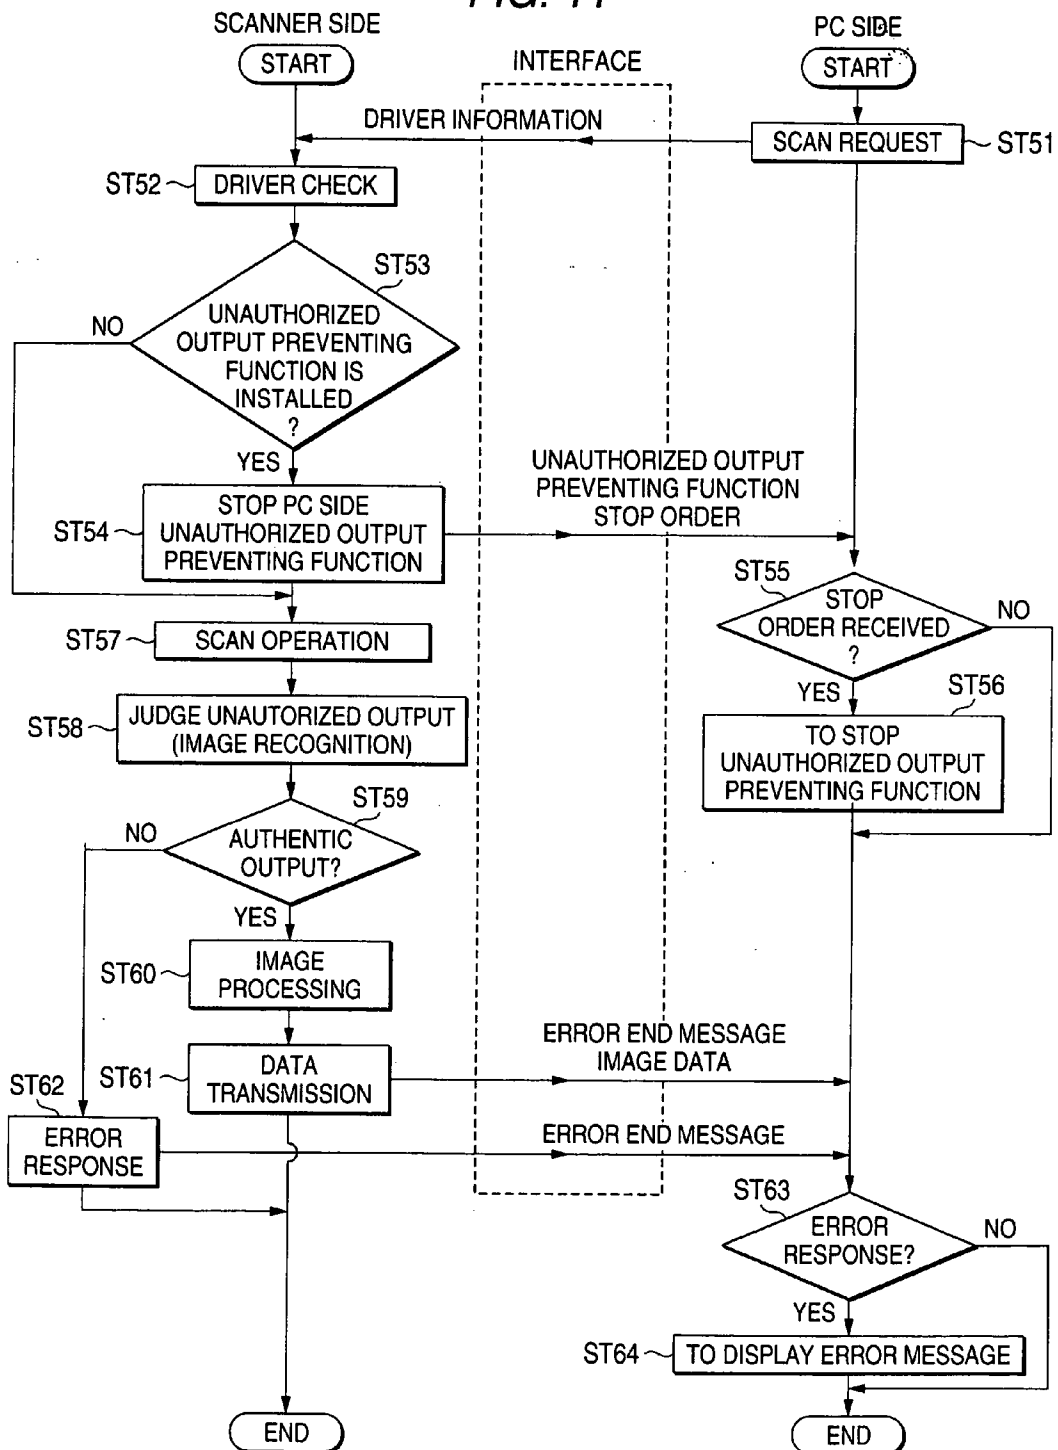 SCANNER SIDE
START
INTERFACE
PC SIDE
START
DRIVER INFORMATION
SCAN REQUEST
ST51
ST52
DRIVER CHECK
ST53
UNAUTHORIZED
OUTPUT PREVENTING
FUNCTION IS
INSTALLED
?
NO
YES
ST54
STOP PC SIDE
UNAUTHORIZED OUTPUT
PREVENTING FUNCTION
UNAUTHORIZED OUTPUT
PREVENTING FUNCTION
STOP ORDER
ST55
STOP
ORDER RECEIVED
?
NO
YES
ST56
TO STOP
UNAUTHORIZED OUTPUT
PREVENTING FUNCTION
ST57
SCAN OPERATION
ST58
JUDGE UNAUTORIZED OUTPUT
(IMAGE RECOGNITION)
ST59
AUTHENTIC
OUTPUT?
NO
YES
ST60
IMAGE
PROCESSING
ST61
DATA
TRANSMISSION
ERROR END MESSAGE
IMAGE DATA
ST62
ERROR
RESPONSE
ERROR END MESSAGE
ST63
ERROR
RESPONSE?
NO
YES
ST64
TO DISPLAY ERROR MESSAGE
END
END